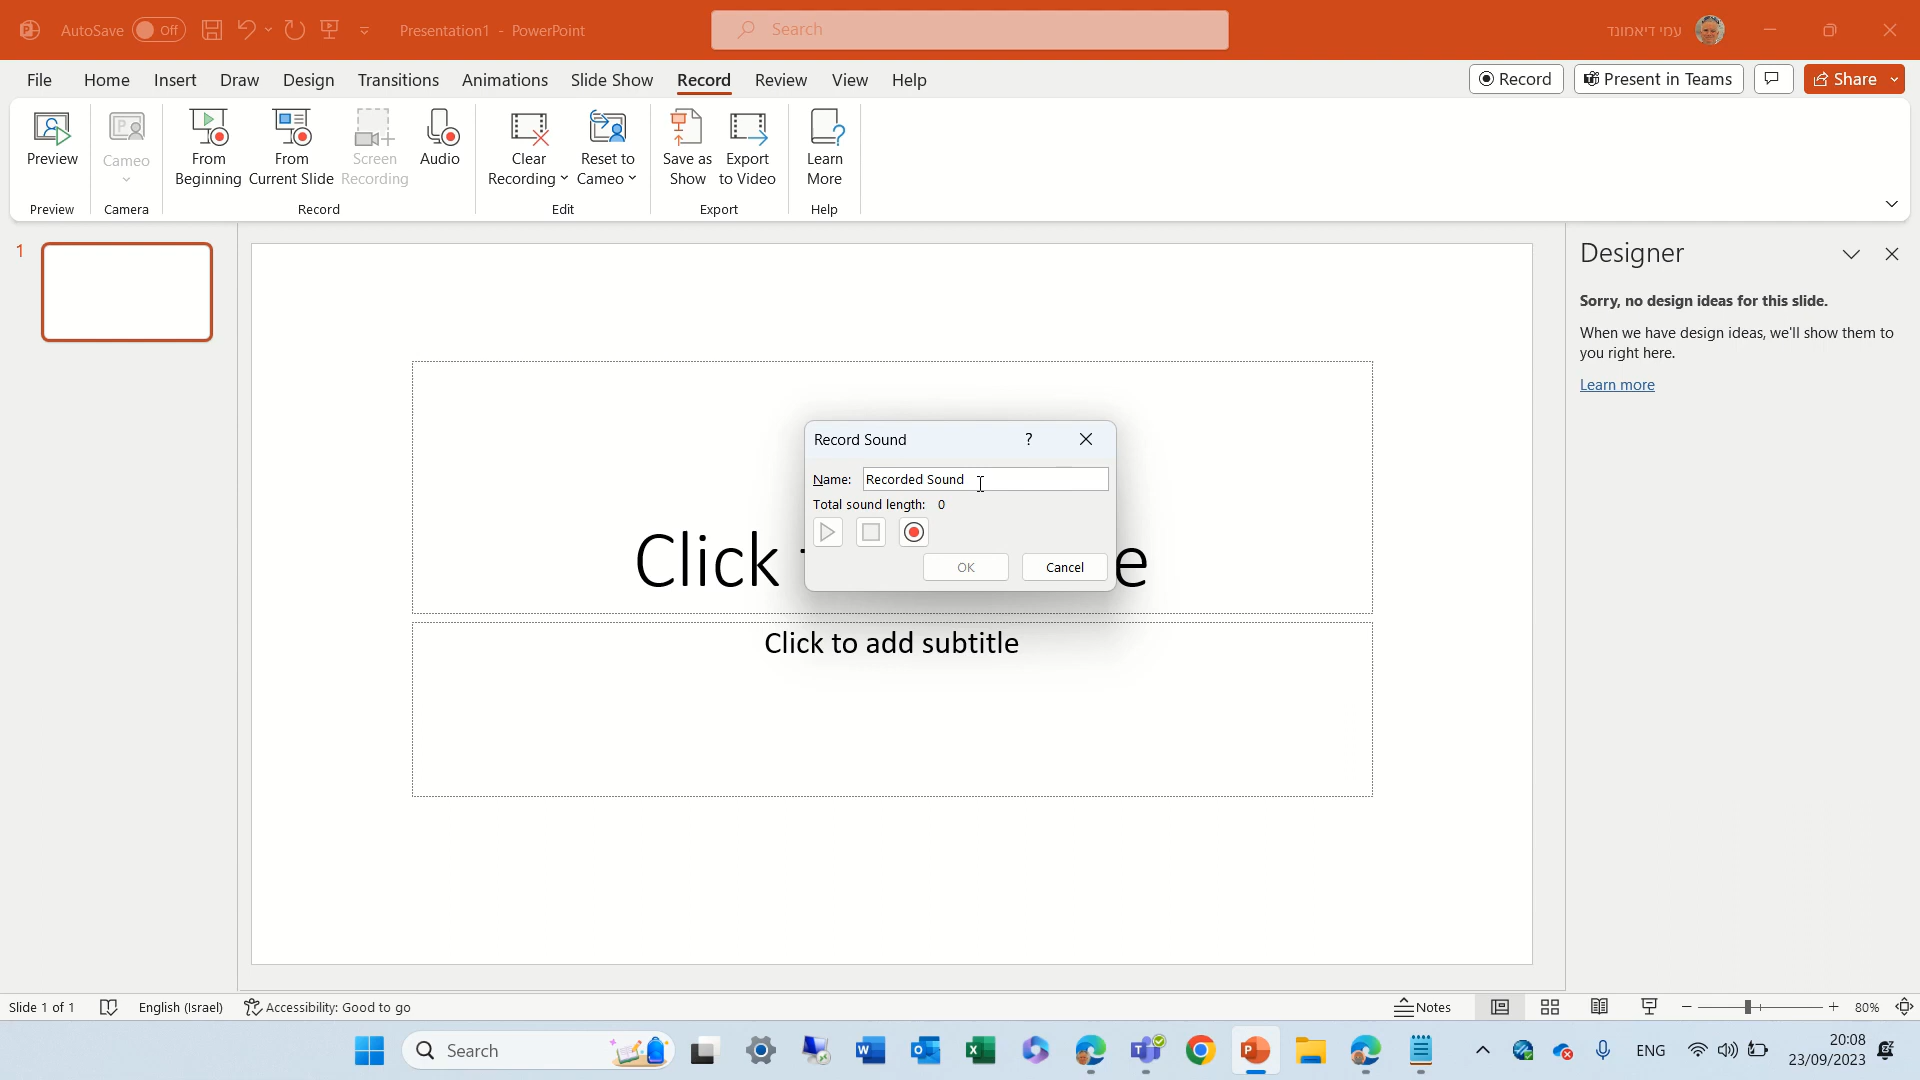 AutoSave Off Presentation1 - PowerPoint Search עמי דיאמונד
File Home Insert Draw Design Transitions Animations Slide Show Record Review View Help Record Present in Teams Share
Preview Cameo From Beginning From Current Slide Screen Recording Audio Clear Recording Reset to Cameo Save as Show Export to Video Learn More
Preview Camera Record Edit Export Help
1
Designer
Sorry, no design ideas for this slide.
When we have design ideas, we'll show them to
you right here.
Learn more
Record Sound ?
Name: Recorded Sound
Total sound length: 0
OK Cancel
Click t e
Click to add subtitle
Slide 1 of 1 English (Israel) Accessibility: Good to go Notes 80%
Search ENG 20:08
23/09/2023